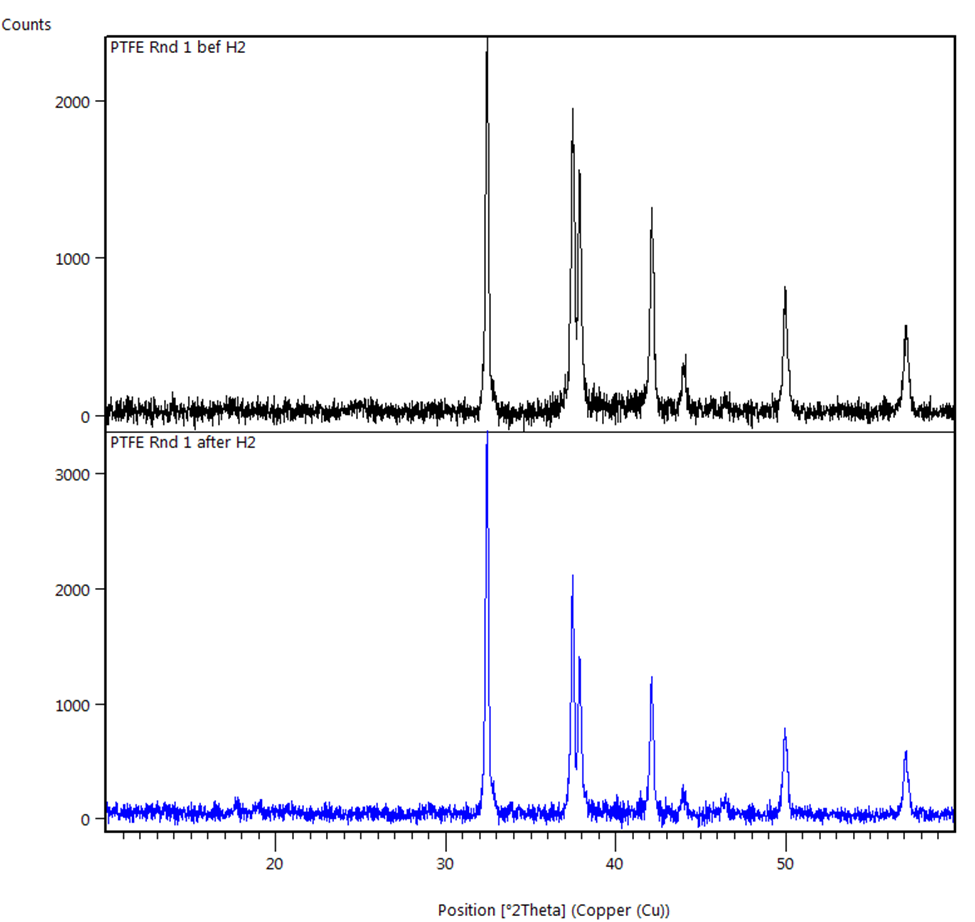 Counts
PTFE Rnd 1 bef H2
2000
1000
0
PTFE Rnd 1 after H2
3000
2000
1000
0
20 30 40 50
Position [°2Theta] (Copper (Cu))